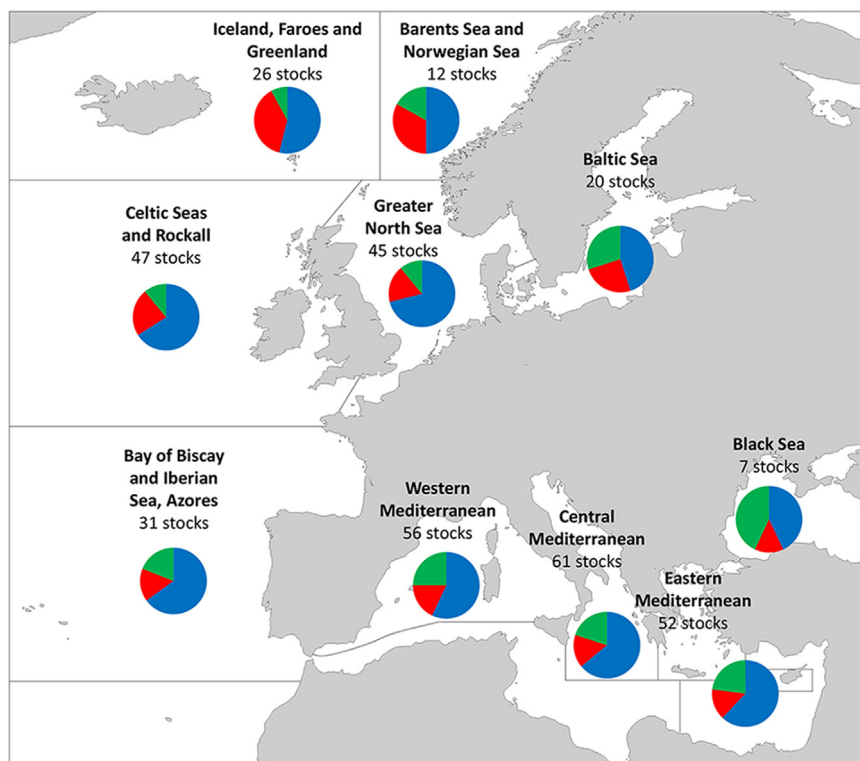 Iceland, Faroes and
Greenland
26 stocks
Barents Sea and
Norwegian Sea
12 stocks
Baltic Sea
20 stocks
Celtic Seas
and Rockall
47 stocks
Greater
North Sea
45 stocks
Black Sea
7 stocks
Bay of Biscay
and Iberian
Sea, Azores
31 stocks
Western
Mediterranean
56 stocks
Central
Mediterranean
61 stocks
Eastern
Mediterranean
52 stocks